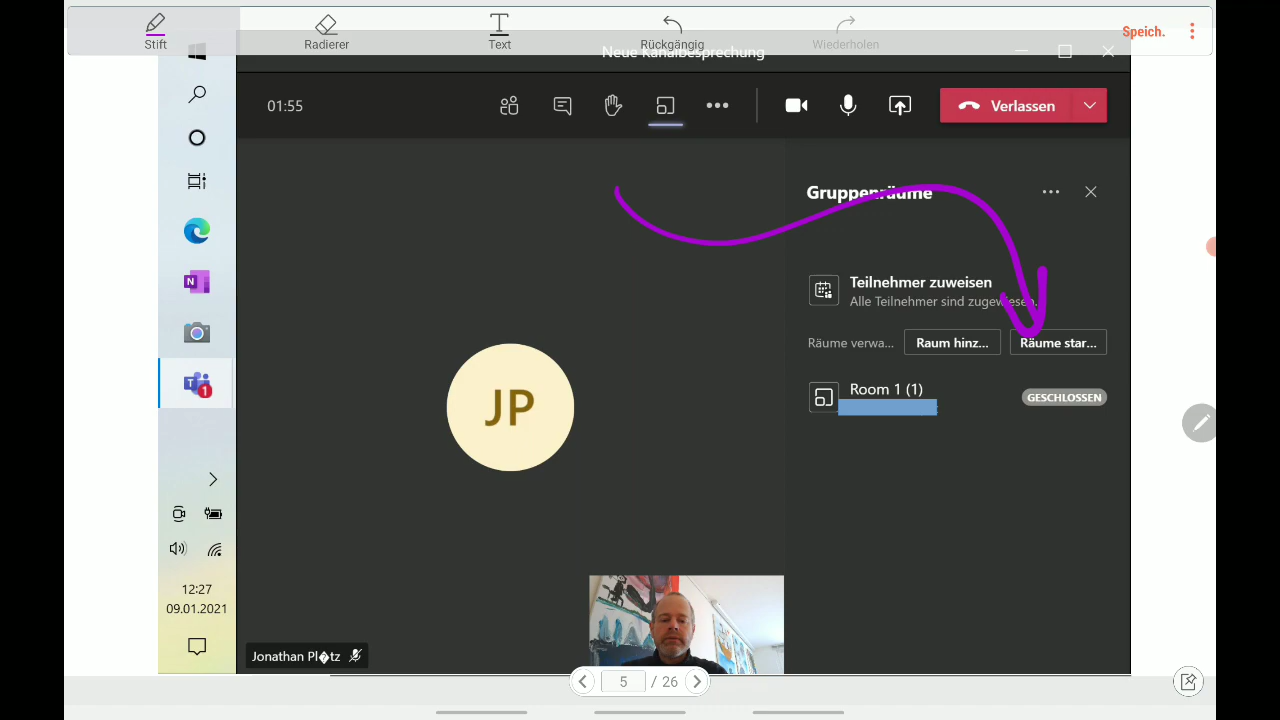 Stift
Radierer
Text
Rückgängig
Wiederholen
Speich.
Neue Kanalbesprechung
01:55
Verlassen
Gruppenräume
Teilnehmer zuweisen
Alle Teilnehmer sind zugewiesen.
Räume verwa...
Raum hinz...
Räume star...
Room 1 (1)
GESCHLOSSEN
JP
N
T
1
12:27
09.01.2021
Jonathan Pl�tz
5 / 26